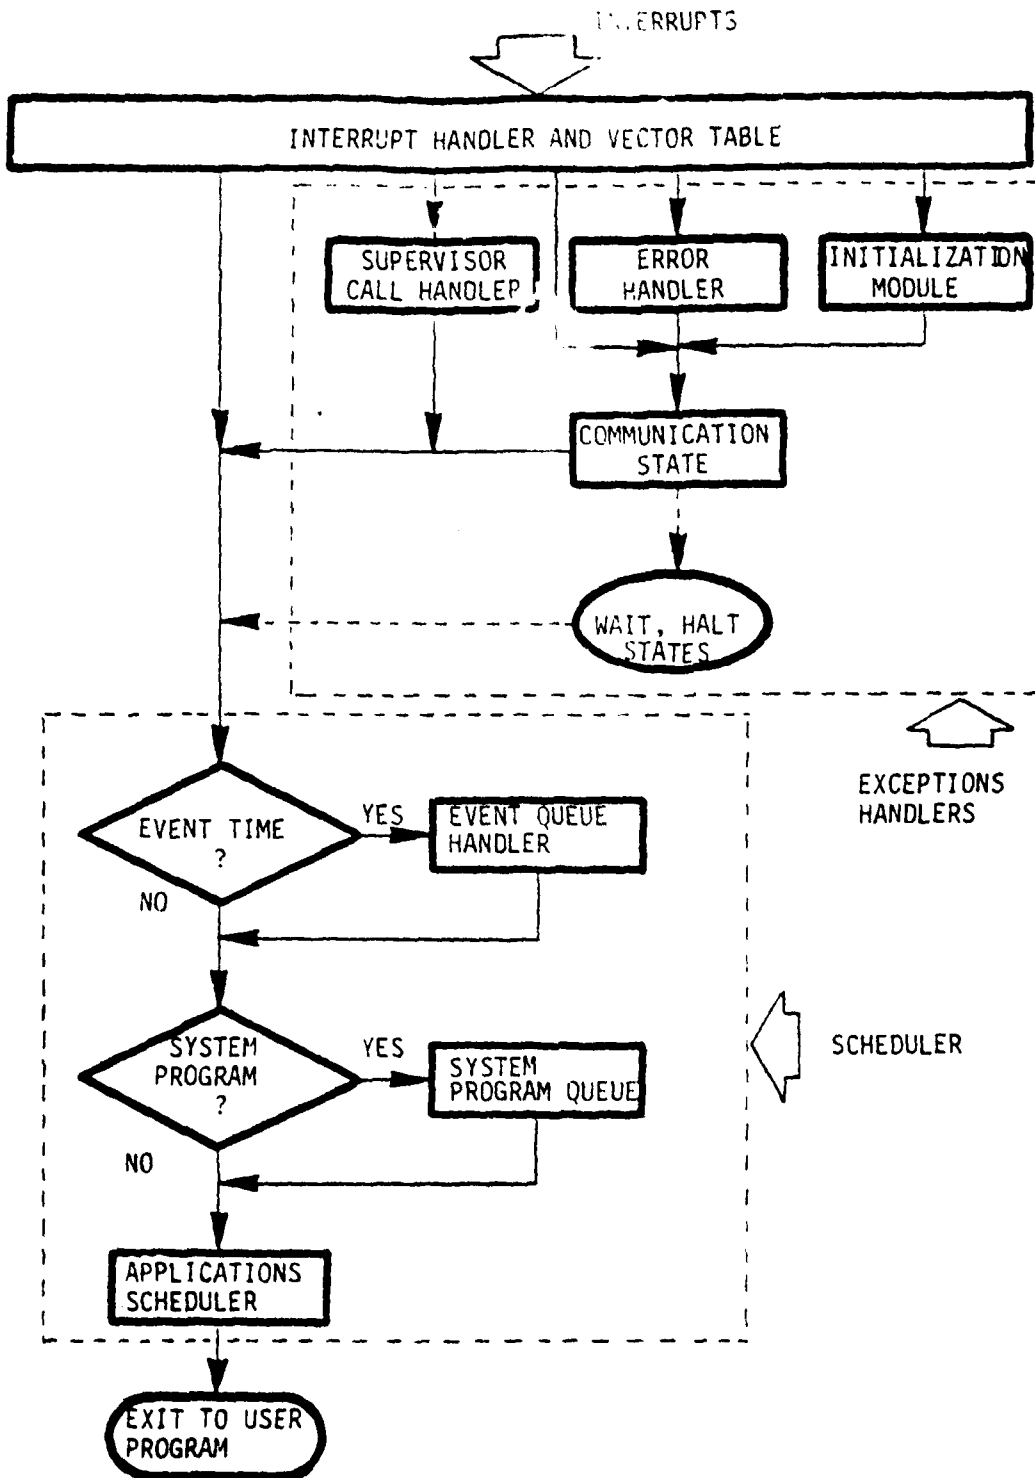 INTERRUPTS
INTERRUPT HANDLER AND VECTOR TABLE
SUPERVISOR
CALL HANDLER
ERROR
HANDLER
INITIALIZATION
MODULE
COMMUNICATION
STATE
WAIT, HALT
STATES
EXCEPTIONS
HANDLERS
EVENT TIME
?
YES
EVENT QUEUE
HANDLER
NO
SYSTEM
PROGRAM
?
YES
SYSTEM
PROGRAM QUEUE
SCHEDULER
NO
APPLICATIONS
SCHEDULER
EXIT TO USER
PROGRAM